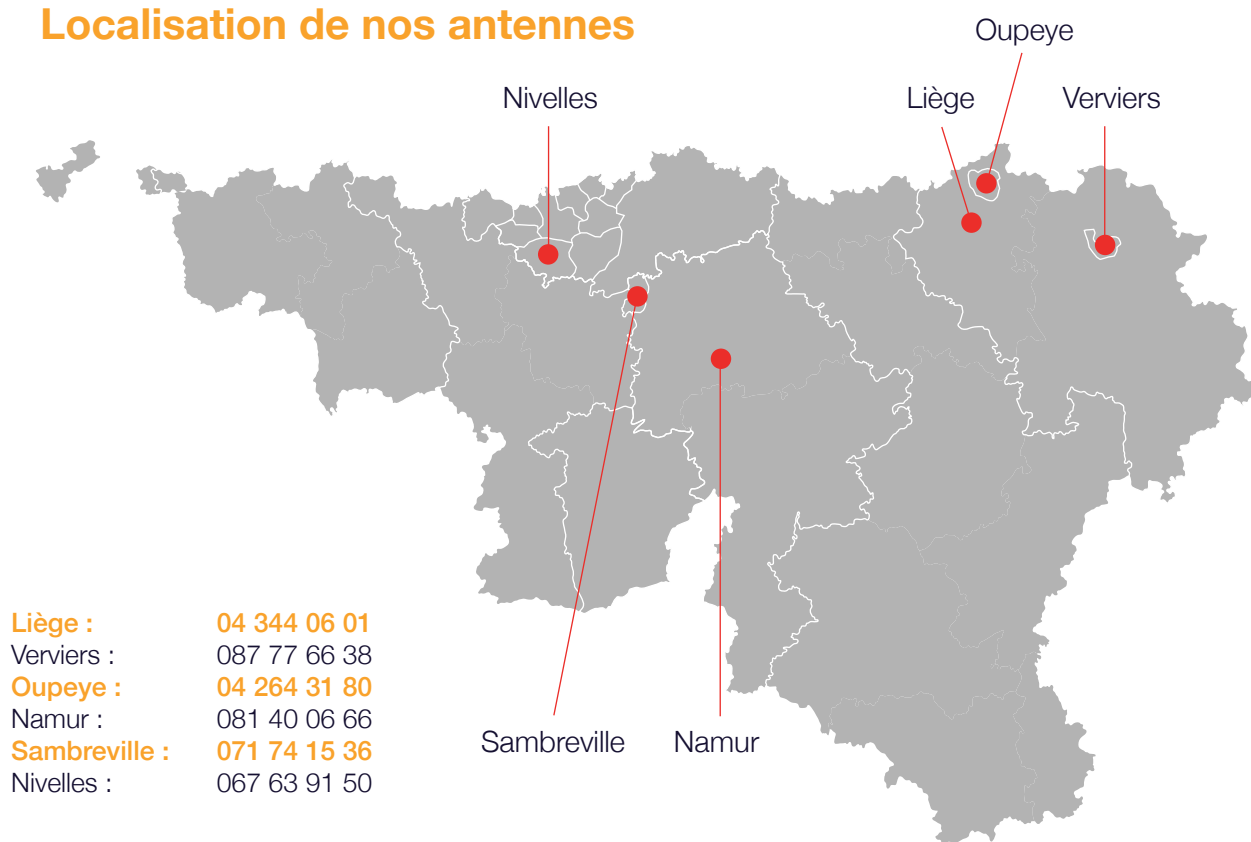 Localisation de nos antennes
Oupeye
Nivelles
Liège
Verviers
Liège : 04 344 06 01
Verviers : 087 77 66 38
Oupeye : 04 264 31 80
Namur : 081 40 06 66
Sambreville : 071 74 15 36
Nivelles : 067 63 91 50
Sambreville
Namur